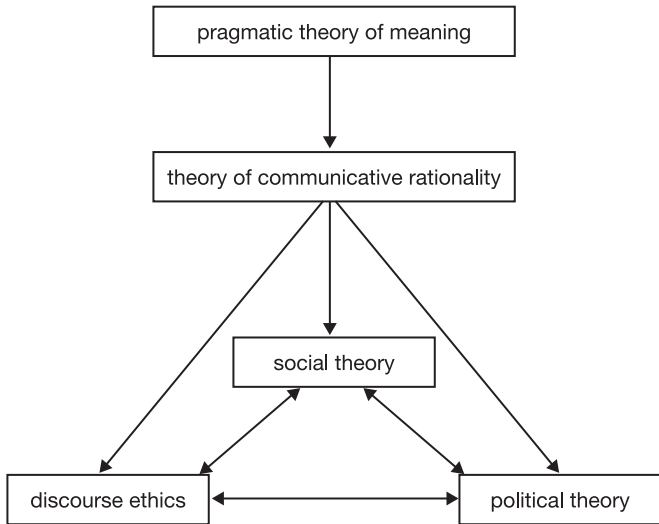 pragmatic theory of meaning
theory of communicative rationality
social theory
discourse ethics
political theory